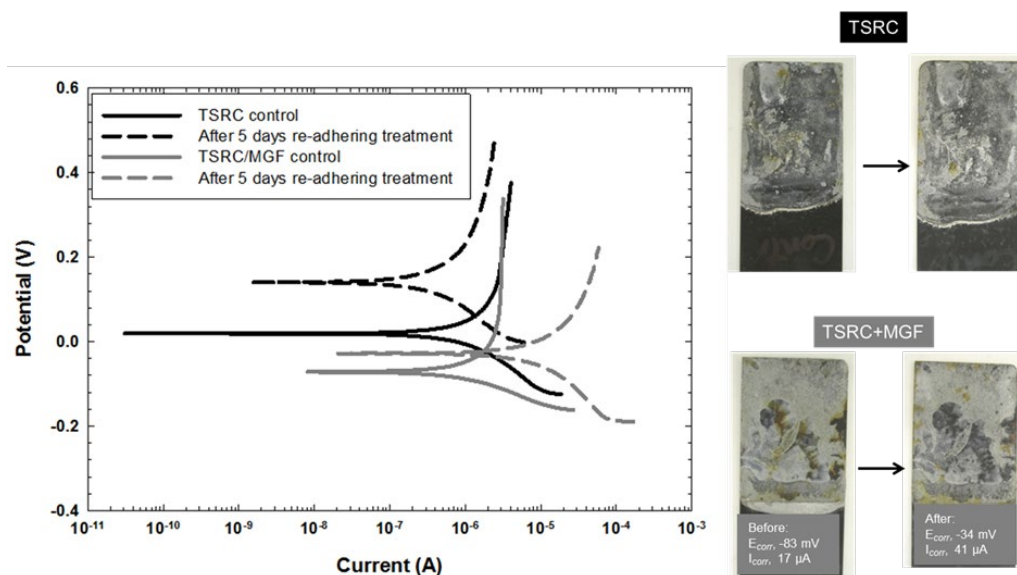 TSRC
0.6
0.4
0.2
0.0
-0.2
-0.4
Potential (V)
TSRC control
After 5 days re-adhering treatment
TSRC/MGF control
After 5 days re-adhering treatment
10-11 10-10 10-9 10-8 10-7 10-6 10-5 10-4 10-3
Current (A)
TSRC+MGF
Before:
Ecorr, -83 mV
Icorr, 17 µA
After:
Ecorr, -34 mV
Icorr, 41 µA